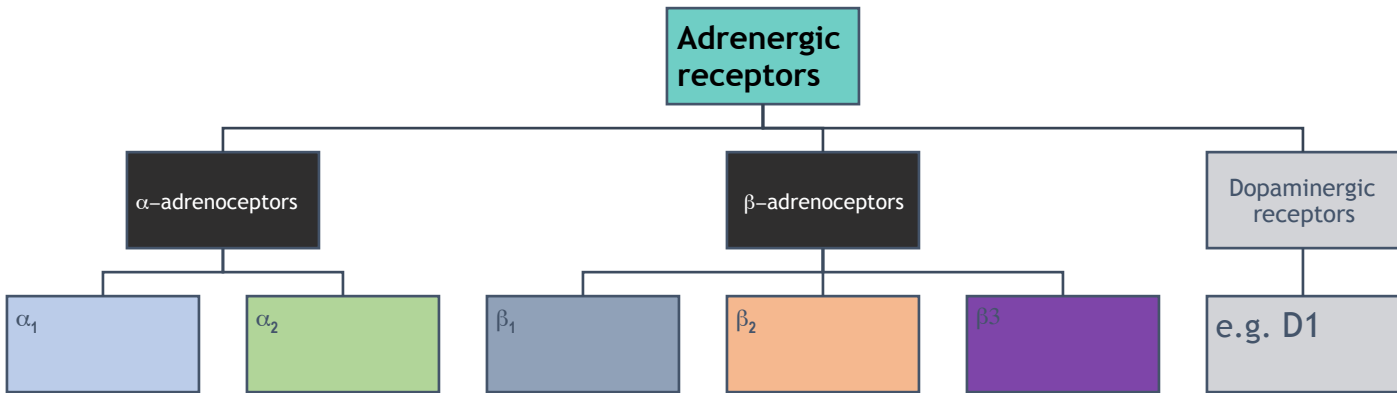 Adrenergic
receptors
α–adrenoceptors
β–adrenoceptors
Dopaminergic
receptors
α₁
α₂
β₁
β₂
β3
e.g. D1